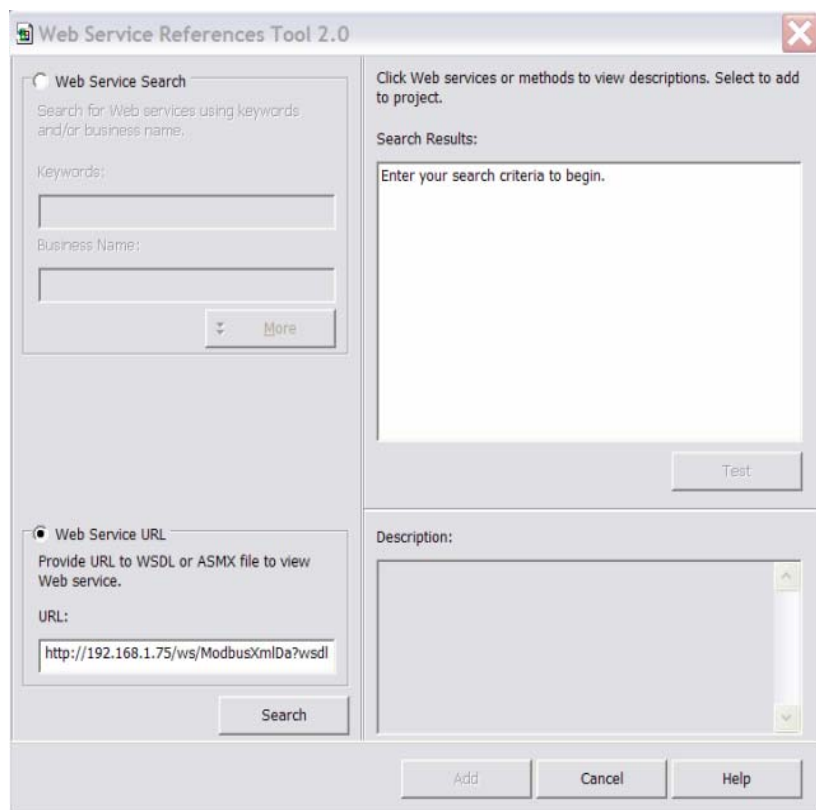 Web Service References Tool 2.0
Web Service Search
Search for Web services using keywords
and/or business name.
Keywords:
Business Name:
More
Web Service URL
Provide URL to WSDL or ASMX file to view
Web service.
URL:
http://192.168.1.75/ws/ModbusXmlDa?wsdl
Search
Click Web services or methods to view descriptions. Select to add
to project.
Search Results:
Enter your search criteria to begin.
Test
Description:
Add
Cancel
Help